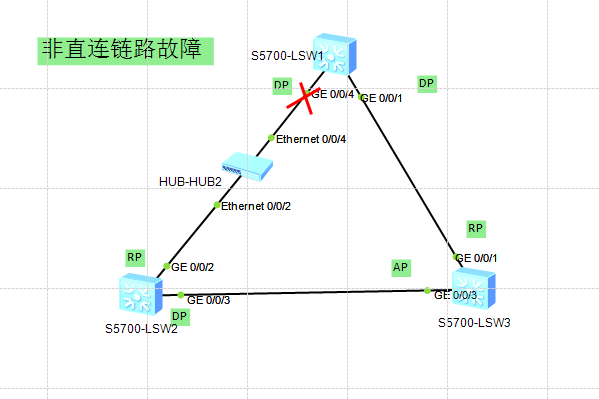 非直连链路故障
S5700-LSW1
DP
GE 0/0/4
GE 0/0/1
DP
Ethernet 0/0/4
HUB-HUB2
Ethernet 0/0/2
RP
GE 0/0/2
RP
GE 0/0/1
AP
GE 0/0/3
GE 0/0/3
DP
S5700-LSW2
S5700-LSW3